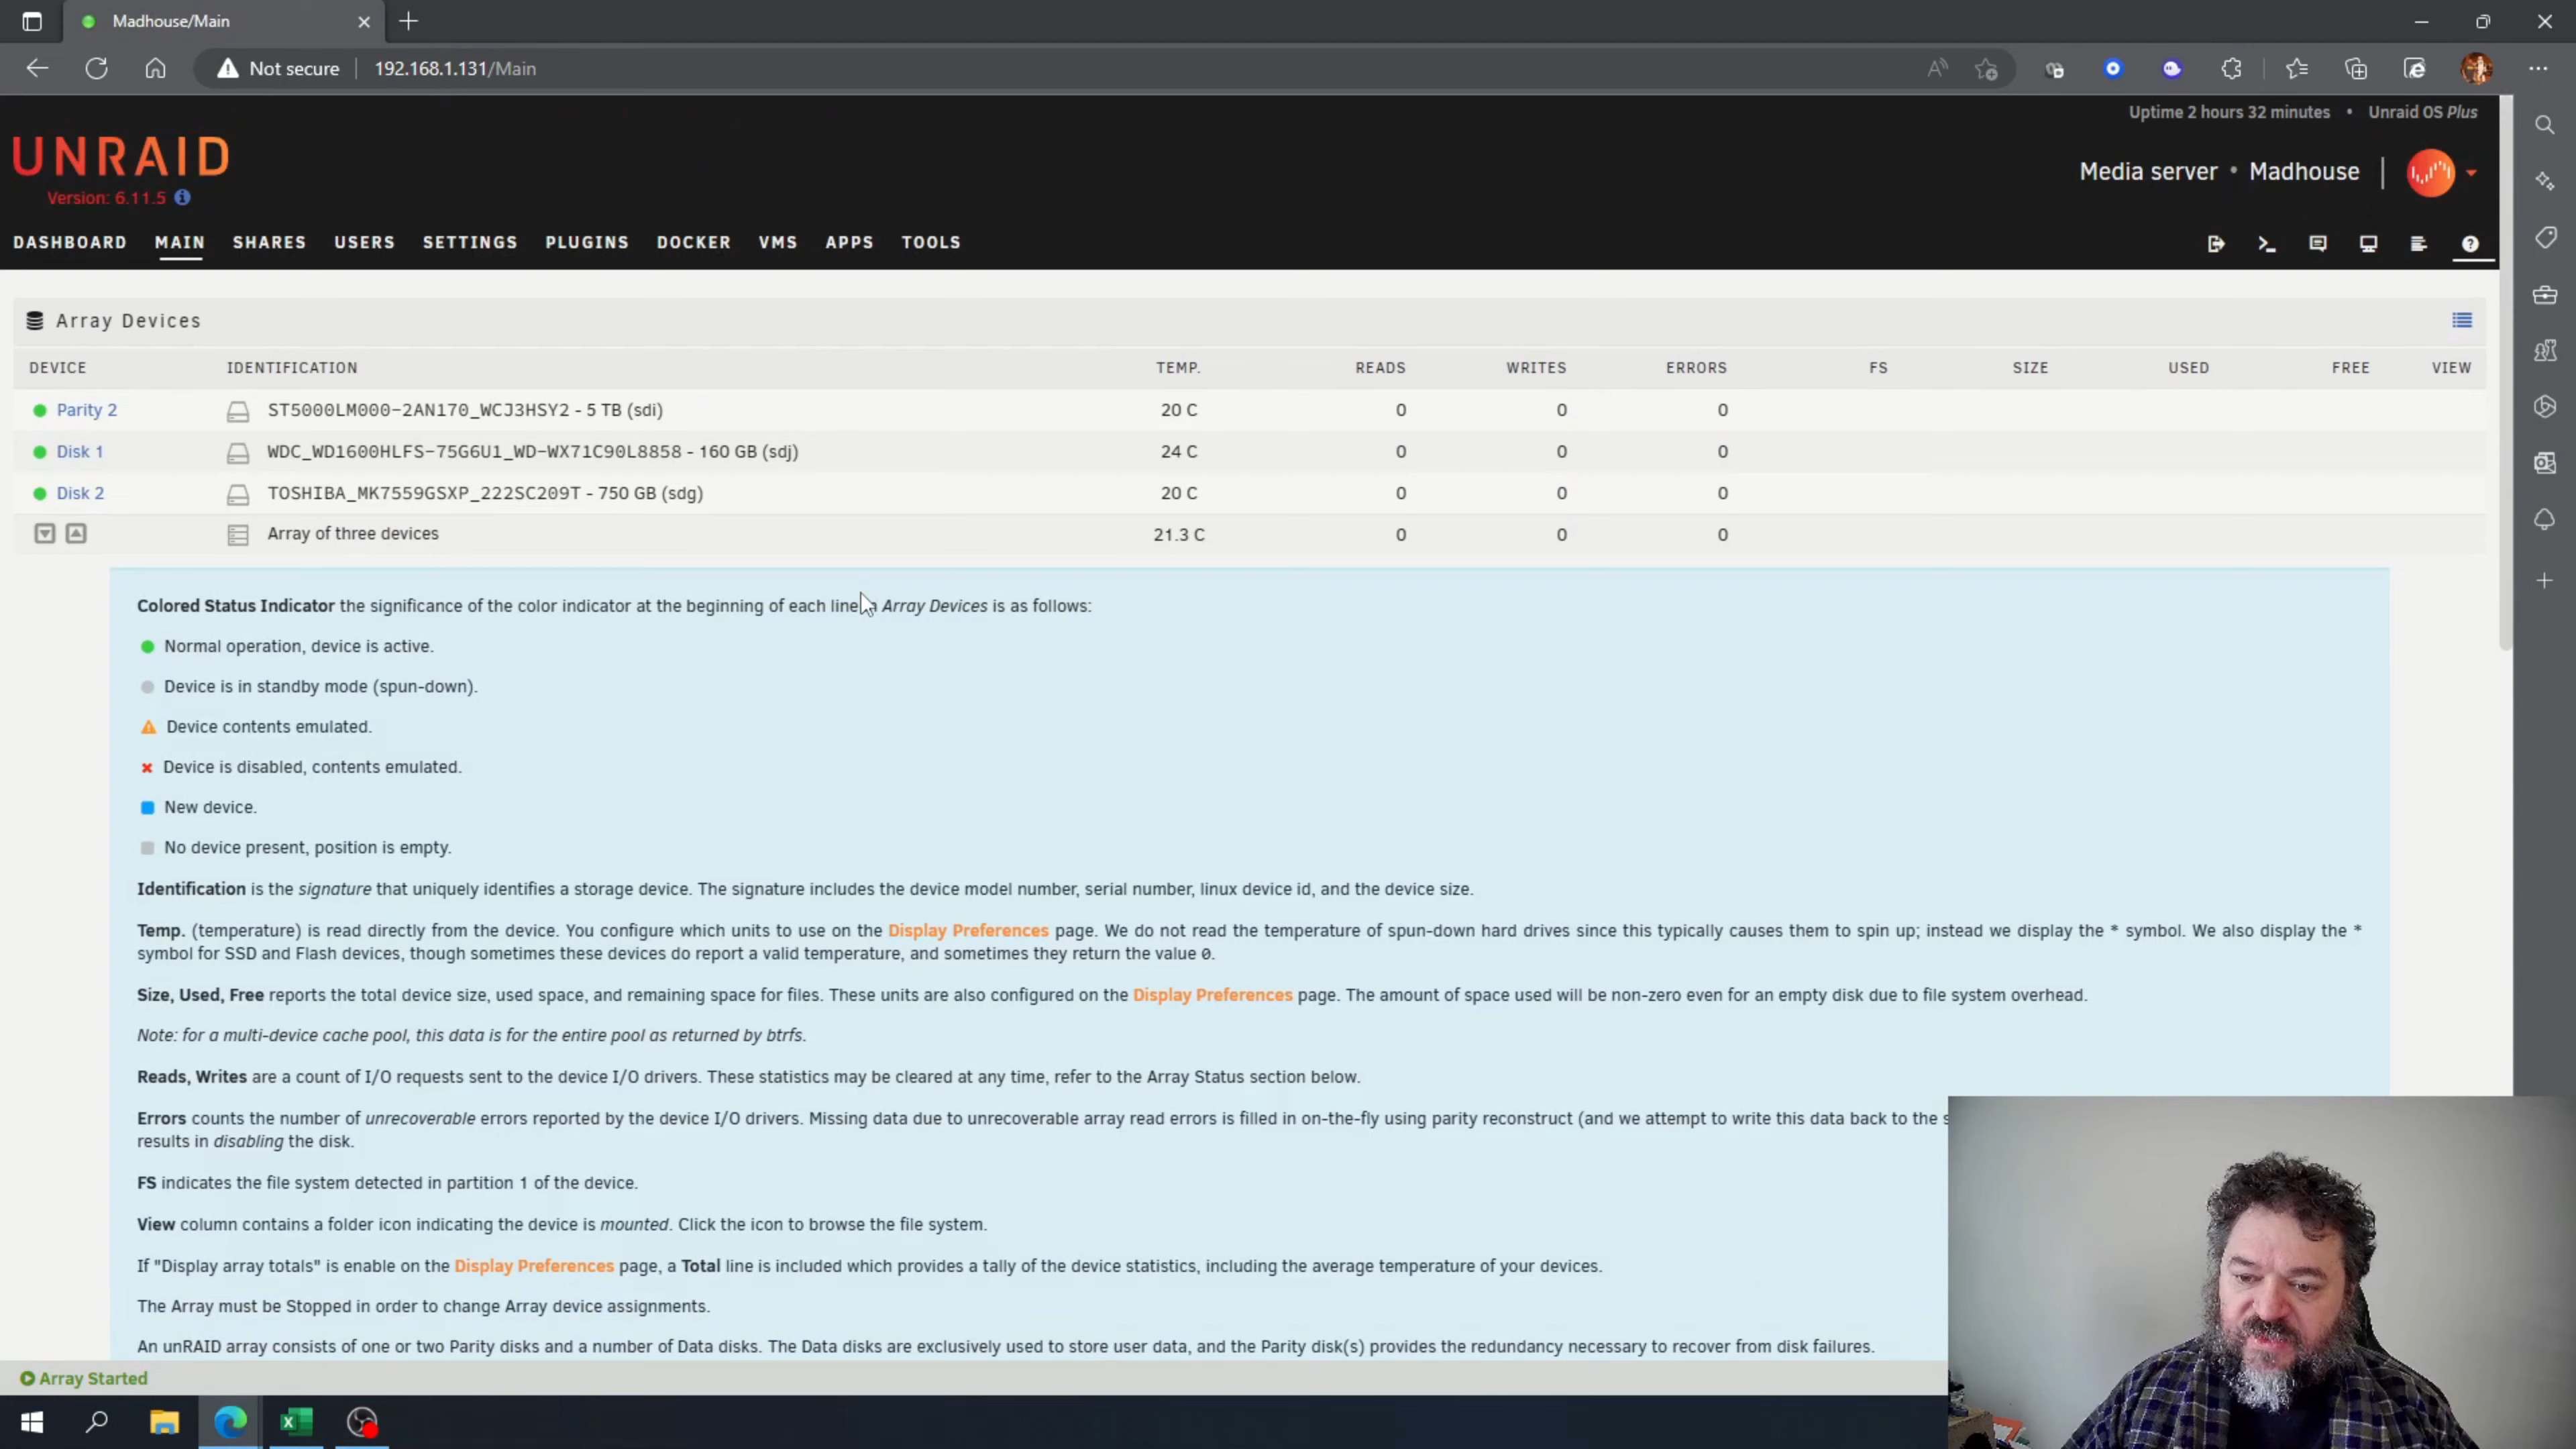 Madhouse/Main
Not secure 192.168.1.131/Main
Uptime 2 hours 32 minutes • Unraid OS Plus
UNRAID
Version: 6.11.5
Media server • Madhouse
DASHBOARD MAIN SHARES USERS SETTINGS PLUGINS DOCKER VMS APPS TOOLS
Array Devices
DEVICE IDENTIFICATION TEMP. READS WRITES ERRORS FS SIZE USED FREE VIEW
Parity 2 ST5000LM000-2AN170_WCJ3HSY2 - 5 TB (sdi) 20 C 0 0 0
Disk 1 WDC_WD1600HLFS-75G6U1_WD-WX71C90L8858 - 160 GB (sdj) 24 C 0 0 0
Disk 2 TOSHIBA_MK7559GSXP_222SC209T - 750 GB (sdg) 20 C 0 0 0
Array of three devices 21.3 C 0 0 0
Colored Status Indicator the significance of the color indicator at the beginning of each line Array Devices is as follows:
Normal operation, device is active.
Device is in standby mode (spun-down).
Device contents emulated.
Device is disabled, contents emulated.
New device.
No device present, position is empty.
Identification is the signature that uniquely identifies a storage device. The signature includes the device model number, serial number, linux device id, and the device size.
Temp. (temperature) is read directly from the device. You configure which units to use on the Display Preferences page. We do not read the temperature of spun-down hard drives since this typically causes them to spin up; instead we display the * symbol. We also display the *
symbol for SSD and Flash devices, though sometimes these devices do report a valid temperature, and sometimes they return the value 0.
Size, Used, Free reports the total device size, used space, and remaining space for files. These units are also configured on the Display Preferences page. The amount of space used will be non-zero even for an empty disk due to file system overhead.
Note: for a multi-device cache pool, this data is for the entire pool as returned by btrfs.
Reads, Writes are a count of I/O requests sent to the device I/O drivers. These statistics may be cleared at any time, refer to the Array Status section below.
Errors counts the number of unrecoverable errors reported by the device I/O drivers. Missing data due to unrecoverable array read errors is filled in on-the-fly using parity reconstruct (and we attempt to write this data back to the
results in disabling the disk.
FS indicates the file system detected in partition 1 of the device.
View column contains a folder icon indicating the device is mounted. Click the icon to browse the file system.
If "Display array totals" is enable on the Display Preferences page, a Total line is included which provides a tally of the device statistics, including the average temperature of your devices.
The Array must be Stopped in order to change Array device assignments.
An unRAID array consists of one or two Parity disks and a number of Data disks. The Data disks are exclusively used to store user data, and the Parity disk(s) provides the redundancy necessary to recover from disk failures.
Array Started